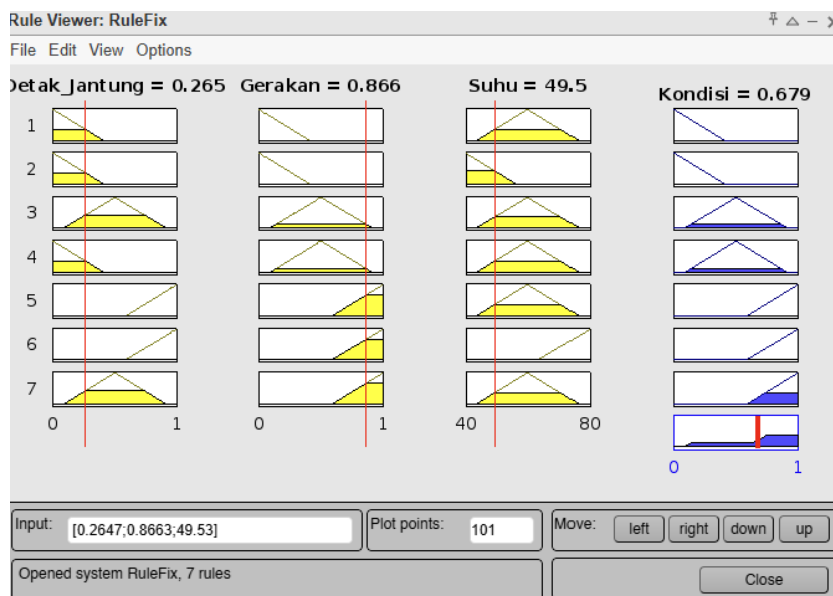 Rule Viewer: RuleFix
File Edit View Options
Detak_Jantung = 0.265 Gerakan = 0.866 Suhu = 49.5 Kondisi = 0.679
1
2
3
4
5
6
7
0 1 0 1 40 80
0 1
Input: [0.2647;0.8663;49.53] Plot points: 101 Move: left right down up
Opened system RuleFix, 7 rules Close